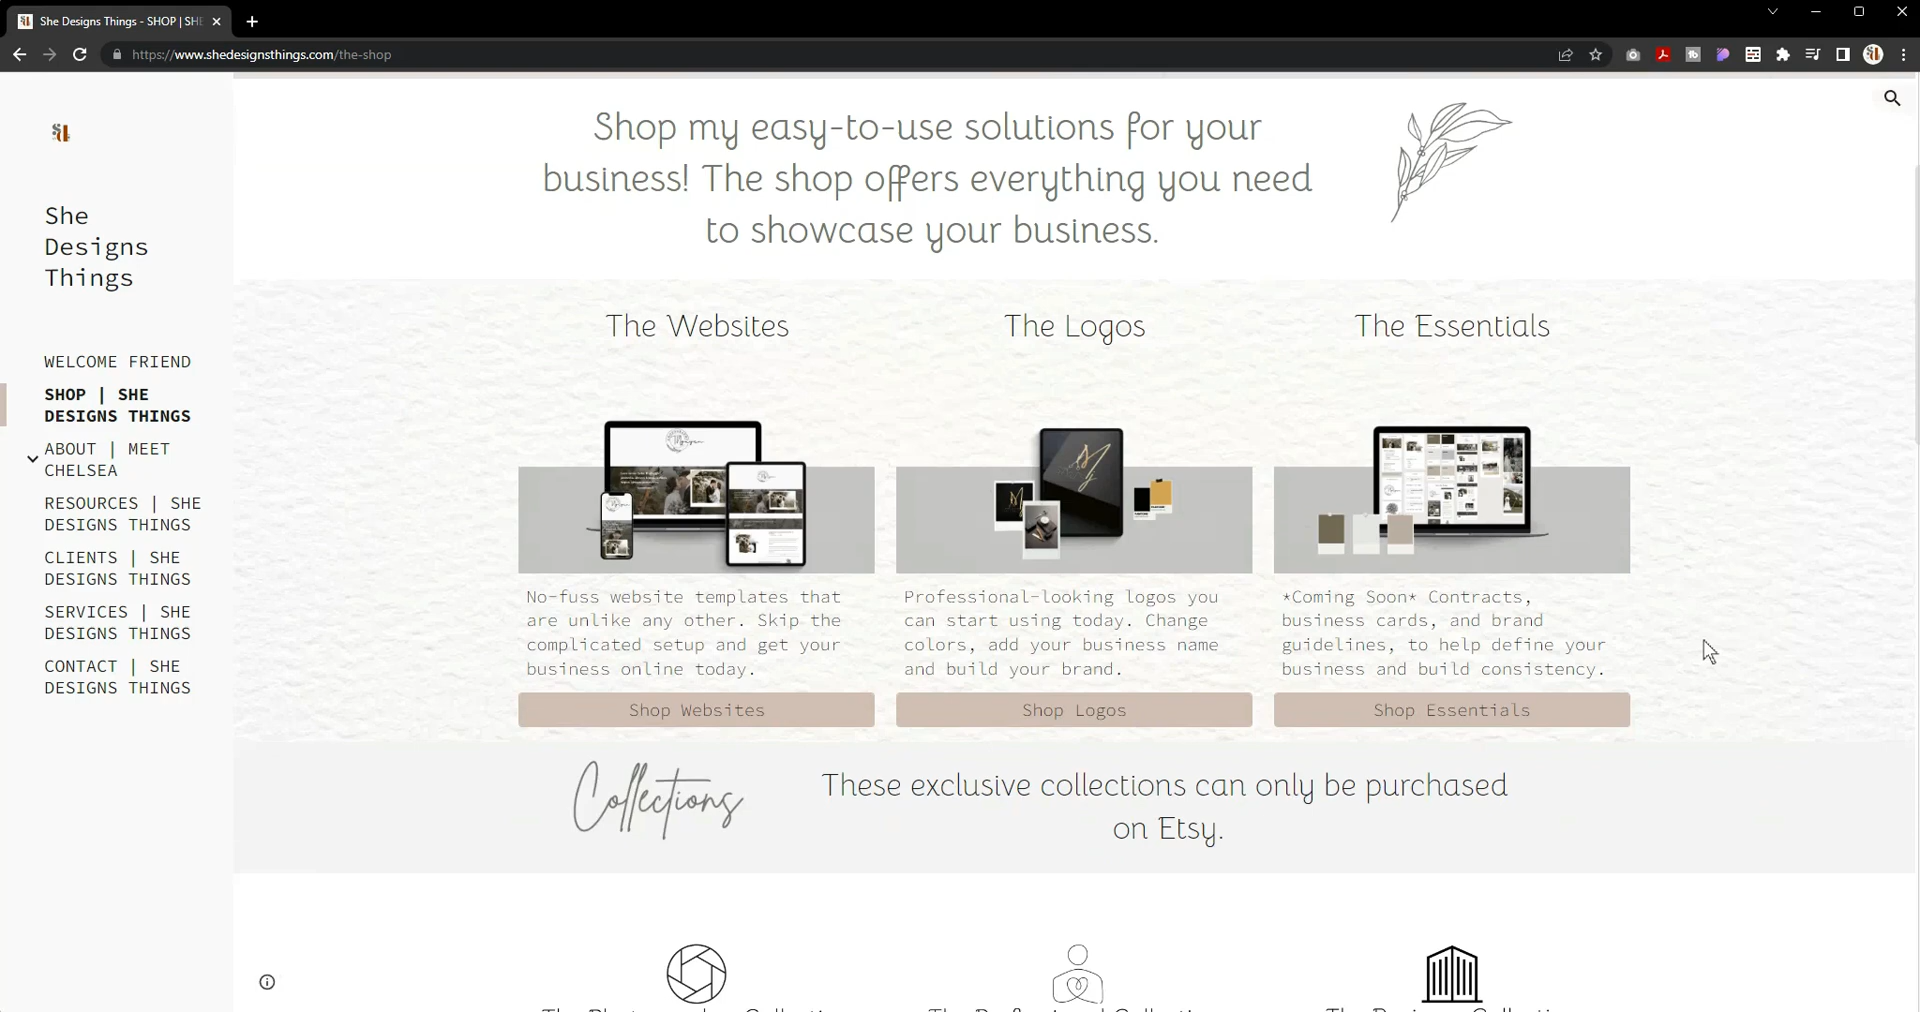 She Designs Things - SHOP | SHE
https://www.shedesignsthings.com/the-shop
She
Designs
Things
WELCOME FRIEND
SHOP | SHE
DESIGNS THINGS
ABOUT | MEET
CHELSEA
RESOURCES | SHE
DESIGNS THINGS
CLIENTS | SHE
DESIGNS THINGS
SERVICES | SHE
DESIGNS THINGS
CONTACT | SHE
DESIGNS THINGS
Shop my easy-to-use solutions for your
business! The shop offers everything you need
to showcase your business.
The Websites
No-fuss website templates that
are unlike any other. Skip the
complicated setup and get your
business online today.
Shop Websites
The Logos
Professional-looking logos you
can start using today. Change
colors, add your business name
and build your brand.
Shop Logos
The Essentials
*Coming Soon* Contracts,
business cards, and brand
guidelines, to help define your
business and build consistency.
Shop Essentials
Collections
These exclusive collections can only be purchased
on Etsy.